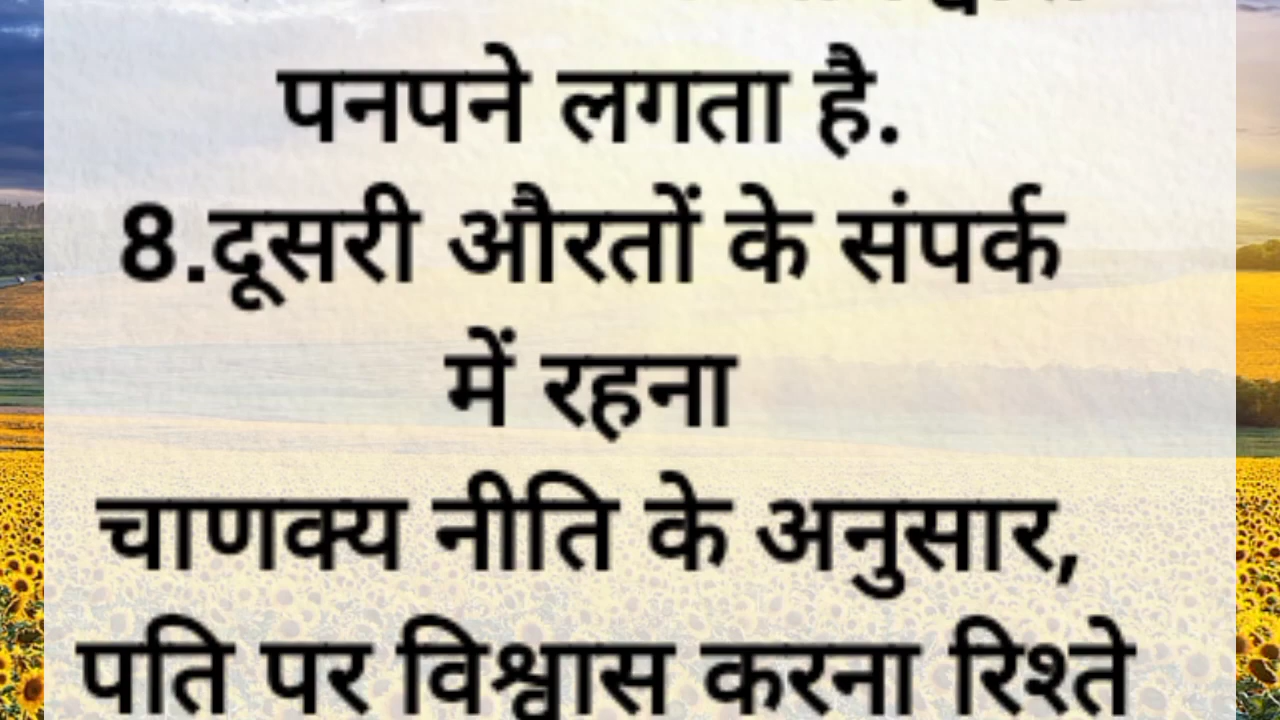 पनपने लगता है.
8.दूसरी औरतों के संपर्क
में रहना
चाणक्य नीति के अनुसार,
पति पर विश्वास करना रिश्ते